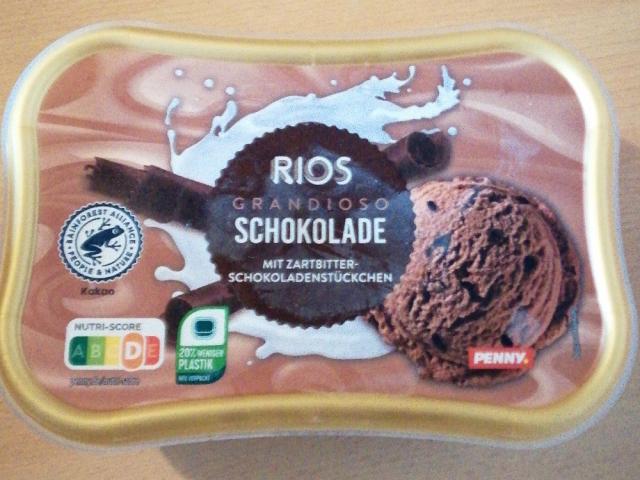 RIOS
GRANDIOSO
SCHOKOLADE
MIT ZARTBITTER-
SCHOKOLADENSTÜCKCHEN
RAINFOREST ALLIANCE
PEOPLE & NATURE
Kakao
NUTRI-SCORE
A B C D E
20% WENIGER
PLASTIK
PENNY.